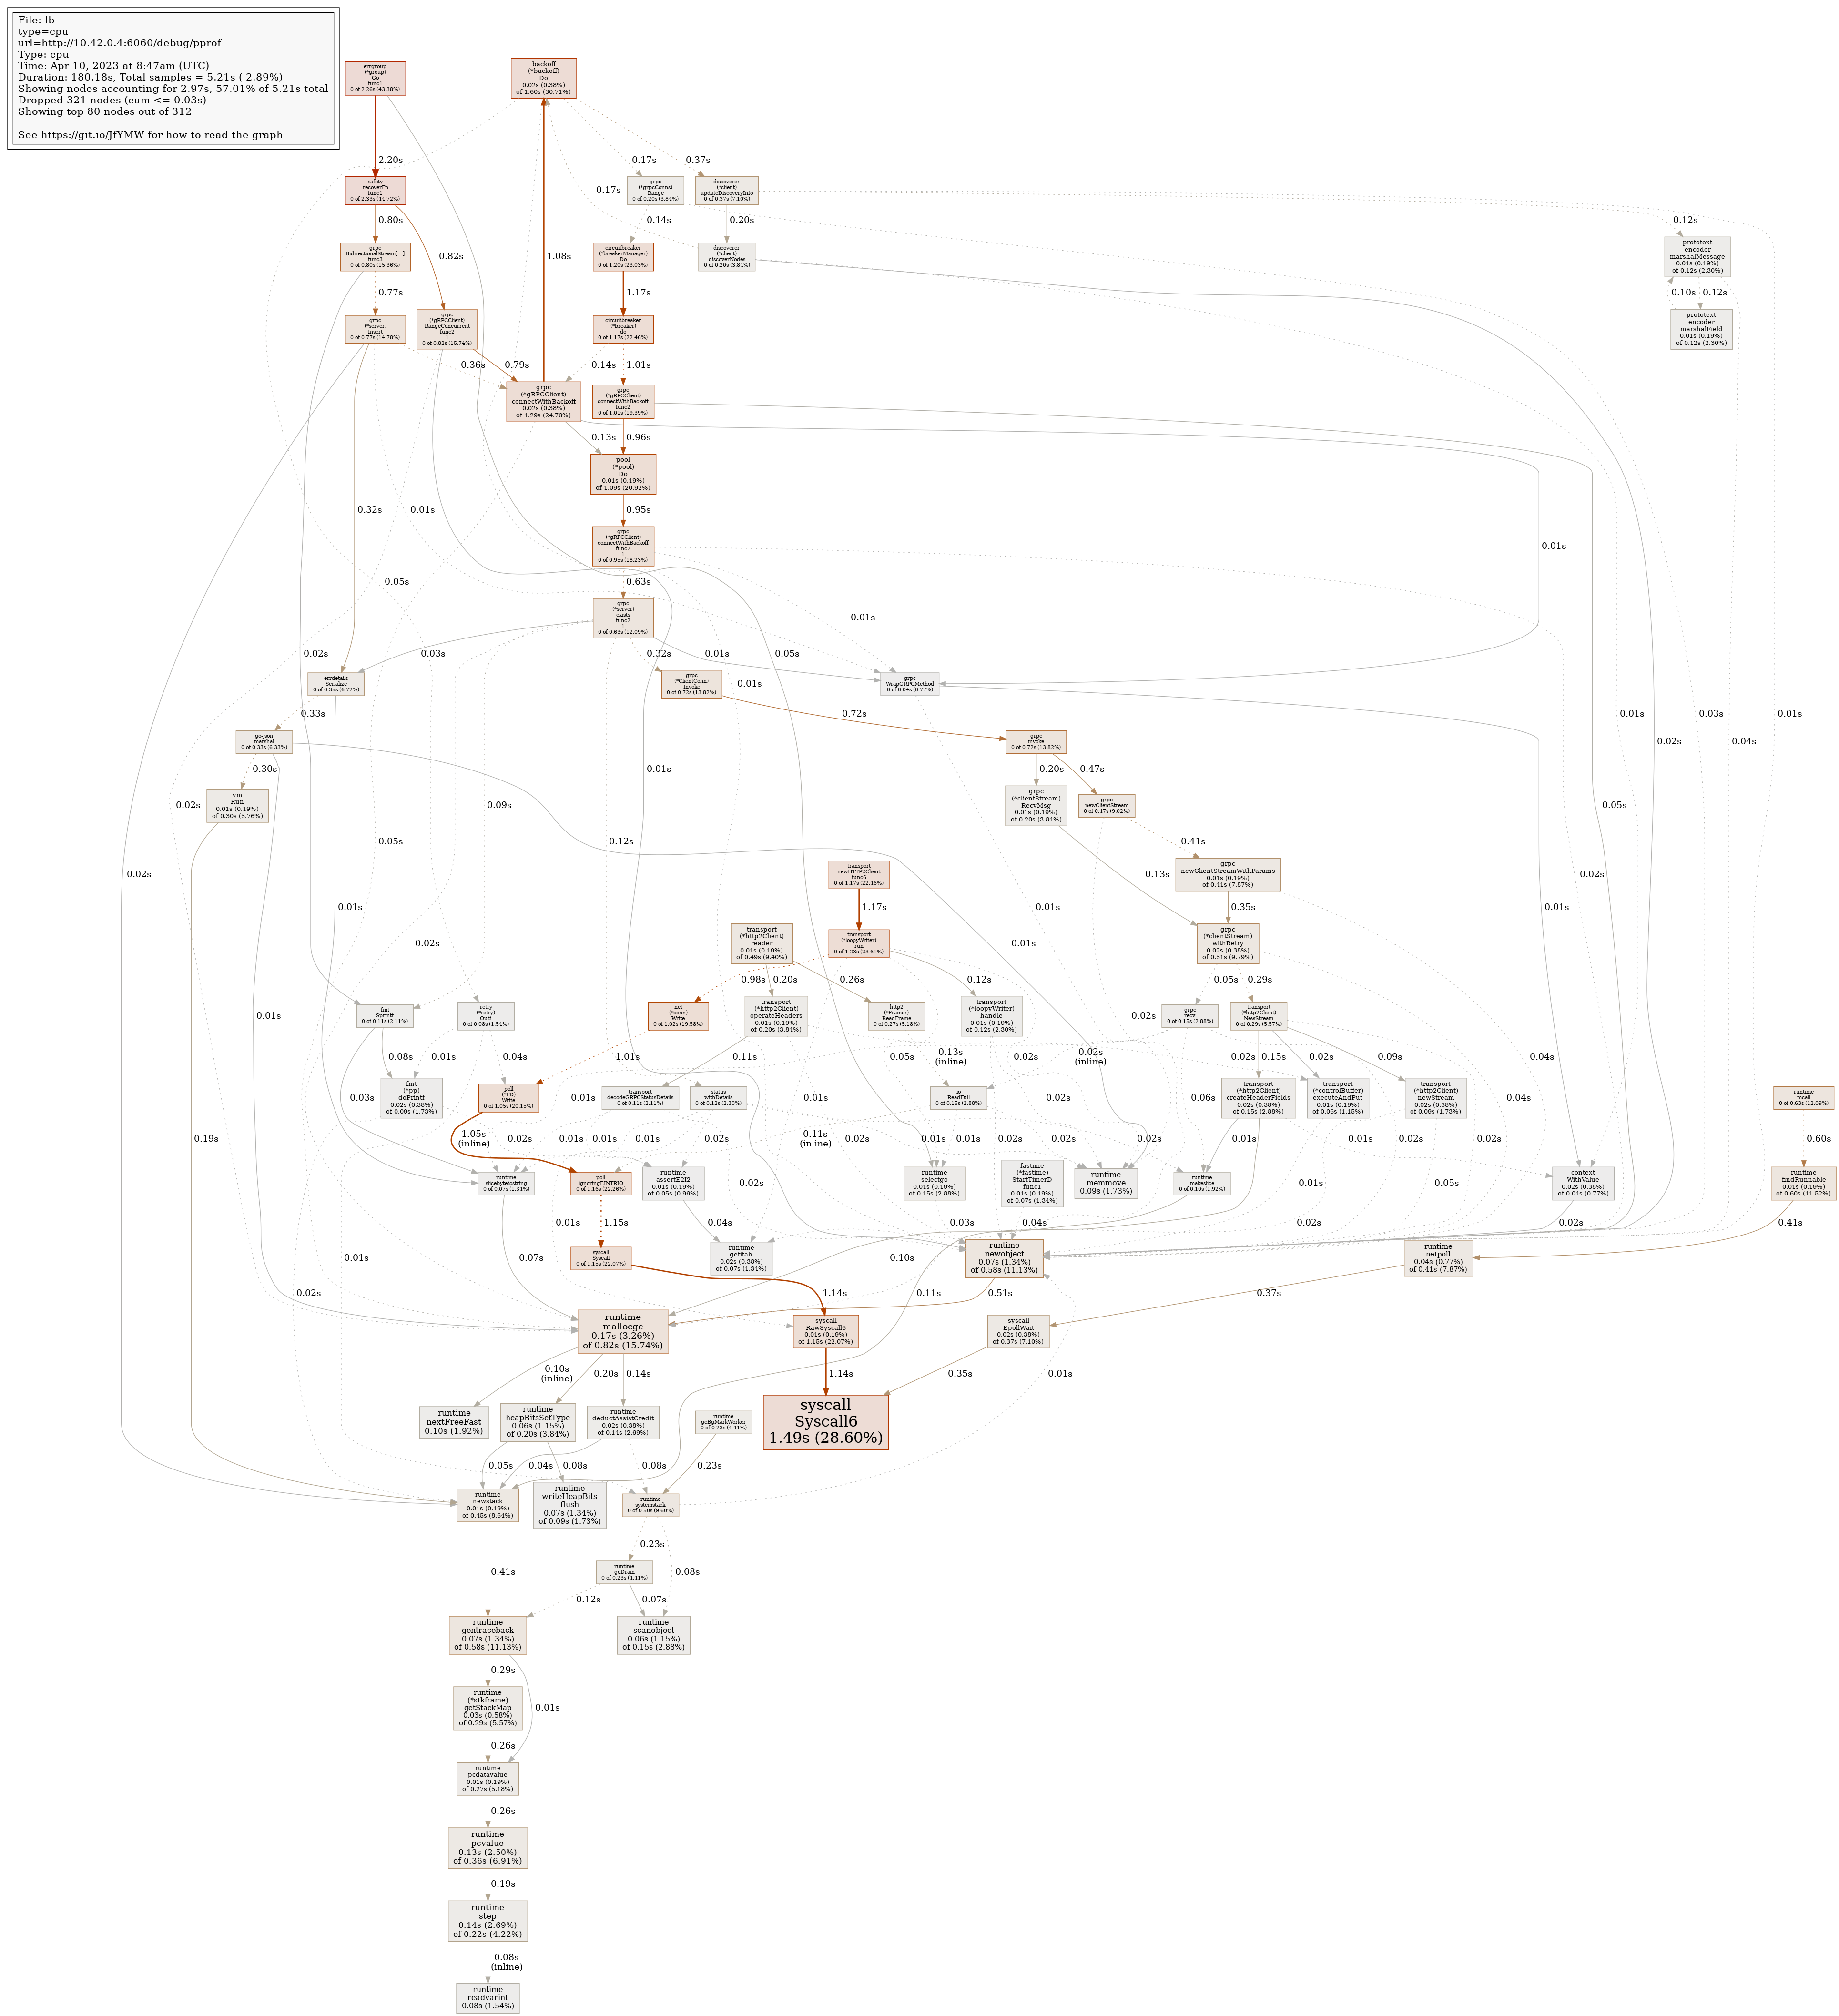 File: lb
type=cpu
url=http://10.42.0.4:6060/debug/pprof
Type: cpu
Time: Apr 10, 2023 at 8:47am (UTC)
Duration: 180.18s, Total samples = 5.21s ( 2.89%)
Showing nodes accounting for 2.97s, 57.01% of 5.21s total
Dropped 321 nodes (cum <= 0.03s)
Showing top 80 nodes out of 312
See https://git.io/JfYMW for how to read the graph
errgroup
(*group)
Go
func1
0 of 2.26s (43.38%)
backoff
(*backoff)
Do
0.02s (0.38%)
of 1.60s (30.71%)
2.20s
0.17s
0.37s
safety
recoverFn
func1
0 of 2.33s (44.72%)
0.17s
grpc
(*grpcConns)
Range
0 of 0.20s (3.84%)
discoverer
(*client)
updateDiscoveryInfo
0 of 0.37s (7.10%)
0.80s
0.82s
1.08s
0.14s
0.20s
0.12s
grpc
BidirectionalStream[...]
func3
0 of 0.80s (15.36%)
circuitbreaker
(*breakerManager)
Do
0 of 1.20s (23.03%)
discoverer
(*client)
discoverNodes
0 of 0.20s (3.84%)
prototext
encoder
marshalMessage
0.01s (0.19%)
of 0.12s (2.30%)
0.77s
1.17s
0.10s
0.12s
grpc
(*server)
Insert
0 of 0.77s (14.78%)
grpc
(*gRPCClient)
RangeConcurrent
func2
1
0 of 0.82s (15.74%)
circuitbreaker
(*breaker)
do
0 of 1.17s (22.46%)
prototext
encoder
marshalField
0.01s (0.19%)
of 0.12s (2.30%)
0.36s
0.79s
0.14s
1.01s
grpc
(*gRPCClient)
connectWithBackoff
0.02s (0.38%)
of 1.29s (24.76%)
grpc
(*gRPCClient)
connectWithBackoff
func2
0 of 1.01s (19.39%)
0.13s
0.96s
pool
(*pool)
Do
0.01s (0.19%)
of 1.09s (20.92%)
0.32s
0.01s
0.95s
0.01s
grpc
(*gRPCClient)
connectWithBackoff
func2
1
0 of 0.95s (18.23%)
0.05s
0.63s
grpc
(*server)
exists
func2
1
0 of 0.63s (12.09%)
0.01s
0.02s
0.03s
0.32s
0.01s
0.05s
errdetails
Serialize
0 of 0.35s (6.72%)
grpc
(*ClientConn)
Invoke
0 of 0.72s (13.82%)
0.01s
grpc
WrapGRPCMethod
0 of 0.04s (0.77%)
0.33s
0.72s
0.01s
0.03s
0.02s
0.04s
0.01s
go-json
marshal
0 of 0.33s (6.33%)
grpc
invoke
0 of 0.72s (13.82%)
0.30s
0.01s
0.20s
0.47s
vm
Run
0.01s (0.19%)
of 0.30s (5.76%)
0.02s
0.09s
grpc
(*clientStream)
RecvMsg
0.01s (0.19%)
of 0.20s (3.84%)
grpc
newClientStream
0 of 0.47s (9.02%)
0.05s
0.05s
0.12s
0.41s
0.02s
transport
newHTTP2Client
func6
0 of 1.17s (22.46%)
0.13s
grpc
newClientStreamWithParams
0.01s (0.19%)
of 0.41s (7.87%)
0.02s
0.01s
1.17s
0.01s
0.35s
0.01s
transport
(*http2Client)
reader
0.01s (0.19%)
of 0.49s (9.40%)
transport
(*loopyWriter)
run
0 of 1.23s (23.61%)
grpc
(*clientStream)
withRetry
0.02s (0.38%)
of 0.51s (9.79%)
0.02s
0.01s
0.98s
0.20s
0.26s
0.12s
0.05s
0.29s
fmt
Sprintf
0 of 0.11s (2.11%)
retry
(*retry)
Outf
0 of 0.08s (1.54%)
net
(*conn)
Write
0 of 1.02s (19.58%)
transport
(*http2Client)
operateHeaders
0.01s (0.19%)
of 0.20s (3.84%)
http2
(*Framer)
ReadFrame
0 of 0.27s (5.18%)
transport
(*loopyWriter)
handle
0.01s (0.19%)
of 0.12s (2.30%)
0.02s
grpc
recv
0 of 0.15s (2.88%)
transport
(*http2Client)
NewStream
0 of 0.29s (5.57%)
0.01s
0.08s
0.01s
0.04s
1.01s
0.11s
0.05s
0.13s
(inline)
0.02s
0.02s
(inline)
0.02s
0.15s
0.02s
0.09s
0.04s
0.03s
fmt
(*pp)
doPrintf
0.02s (0.38%)
of 0.09s (1.73%)
poll
(*FD)
Write
0 of 1.05s (20.15%)
0.01s
transport
decodeGRPCStatusDetails
0 of 0.11s (2.11%)
status
withDetails
0 of 0.12s (2.30%)
0.01s
io
ReadFull
0 of 0.15s (2.88%)
0.02s
0.06s
transport
(*http2Client)
createHeaderFields
0.02s (0.38%)
of 0.15s (2.88%)
transport
(*controlBuffer)
executeAndPut
0.01s (0.19%)
of 0.06s (1.15%)
transport
(*http2Client)
newStream
0.02s (0.38%)
of 0.09s (1.73%)
0.04s
runtime
mcall
0 of 0.63s (12.09%)
0.19s
1.05s
(inline)
0.02s
0.01s
0.01s
0.01s
0.02s
0.11s
(inline)
0.02s
0.01s
0.01s
0.02s
0.02s
0.02s
0.01s
0.01s
0.02s
0.02s
0.60s
runtime
slicebytetostring
0 of 0.07s (1.34%)
poll
ignoringEINTRIO
0 of 1.16s (22.26%)
runtime
assertE2I2
0.01s (0.19%)
of 0.05s (0.96%)
runtime
selectgo
0.01s (0.19%)
of 0.15s (2.88%)
fastime
(*fastime)
StartTimerD
func1
0.01s (0.19%)
of 0.07s (1.34%)
runtime
memmove
0.09s (1.73%)
runtime
makeslice
0 of 0.10s (1.92%)
0.01s
0.05s
context
WithValue
0.02s (0.38%)
of 0.04s (0.77%)
runtime
findRunnable
0.01s (0.19%)
of 0.60s (11.52%)
0.02s
0.01s
1.15s
0.04s
0.03s
0.04s
0.02s
0.02s
0.41s
0.01s
0.07s
syscall
Syscall
0 of 1.15s (22.07%)
runtime
getitab
0.02s (0.38%)
of 0.07s (1.34%)
0.10s
runtime
newobject
0.07s (1.34%)
of 0.58s (11.13%)
runtime
netpoll
0.04s (0.77%)
of 0.41s (7.87%)
0.02s
1.14s
0.11s
0.51s
0.37s
runtime
mallocgc
0.17s (3.26%)
of 0.82s (15.74%)
syscall
RawSyscall6
0.01s (0.19%)
of 1.15s (22.07%)
syscall
EpollWait
0.02s (0.38%)
of 0.37s (7.10%)
0.10s
(inline)
0.20s
0.14s
1.14s
0.35s
0.01s
runtime
nextFreeFast
0.10s (1.92%)
runtime
heapBitsSetType
0.06s (1.15%)
of 0.20s (3.84%)
runtime
deductAssistCredit
0.02s (0.38%)
of 0.14s (2.69%)
runtime
gcBgMarkWorker
0 of 0.23s (4.41%)
syscall
Syscall6
1.49s (28.60%)
0.05s
0.04s
0.08s
0.08s
0.23s
runtime
newstack
0.01s (0.19%)
of 0.45s (8.64%)
runtime
writeHeapBits
flush
0.07s (1.34%)
of 0.09s (1.73%)
runtime
systemstack
0 of 0.50s (9.60%)
0.41s
0.23s
0.08s
runtime
gcDrain
0 of 0.23s (4.41%)
0.12s
0.07s
runtime
gentraceback
0.07s (1.34%)
of 0.58s (11.13%)
runtime
scanobject
0.06s (1.15%)
of 0.15s (2.88%)
0.29s
0.01s
runtime
(*stkframe)
getStackMap
0.03s (0.58%)
of 0.29s (5.57%)
0.26s
runtime
pcdatavalue
0.01s (0.19%)
of 0.27s (5.18%)
0.26s
runtime
pcvalue
0.13s (2.50%)
of 0.36s (6.91%)
0.19s
runtime
step
0.14s (2.69%)
of 0.22s (4.22%)
0.08s
(inline)
runtime
readvarint
0.08s (1.54%)